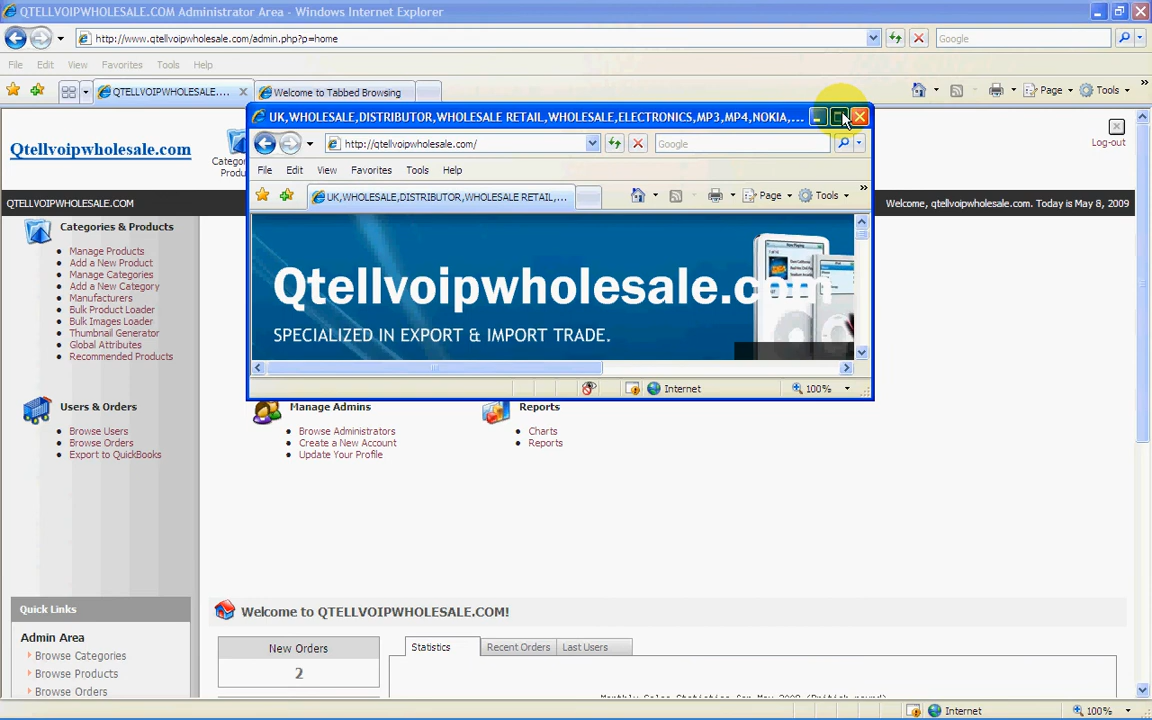 QTELLVOIPWHOLESALE.COM Administrator Area - Windows Internet Explorer
http://www.qtellvoipwholesale.com/admin.php?p=home
Google
File Edit View Favorites Tools Help
QTELLVOIPWHOLESALE.... Welcome to Tabbed Browsing
Page Tools
UK,WHOLESALE,DISTRIBUTOR,WHOLESALE RETAIL,WHOLESALE,ELECTRONICS,MP3,MP4,NOKIA,...
http://qtellvoipwholesale.com/
Google
File Edit View Favorites Tools Help
UK,WHOLESALE,DISTRIBUTOR,WHOLESALE RETAIL,...
Page Tools
Qtellvoipwholesale.com
SPECIALIZED IN EXPORT & IMPORT TRADE.
Internet
100%
Qtellvoipwholesale.com
Log-out
QTELLVOIPWHOLESALE.COM
Welcome, qtellvoipwholesale.com. Today is May 8, 2009
Categories & Products
Manage Products
Add a New Product
Manage Categories
Add a New Category
Manufacturers
Bulk Product Loader
Bulk Images Loader
Thumbnail Generator
Global Attributes
Recommended Products
Users & Orders
Browse Users
Browse Orders
Export to QuickBooks
Manage Admins
Browse Administrators
Create a New Account
Update Your Profile
Reports
Charts
Reports
Quick Links
Admin Area
Browse Categories
Browse Products
Browse Orders
Welcome to QTELLVOIPWHOLESALE.COM!
New Orders
2
Statistics Recent Orders Last Users
Internet
100%